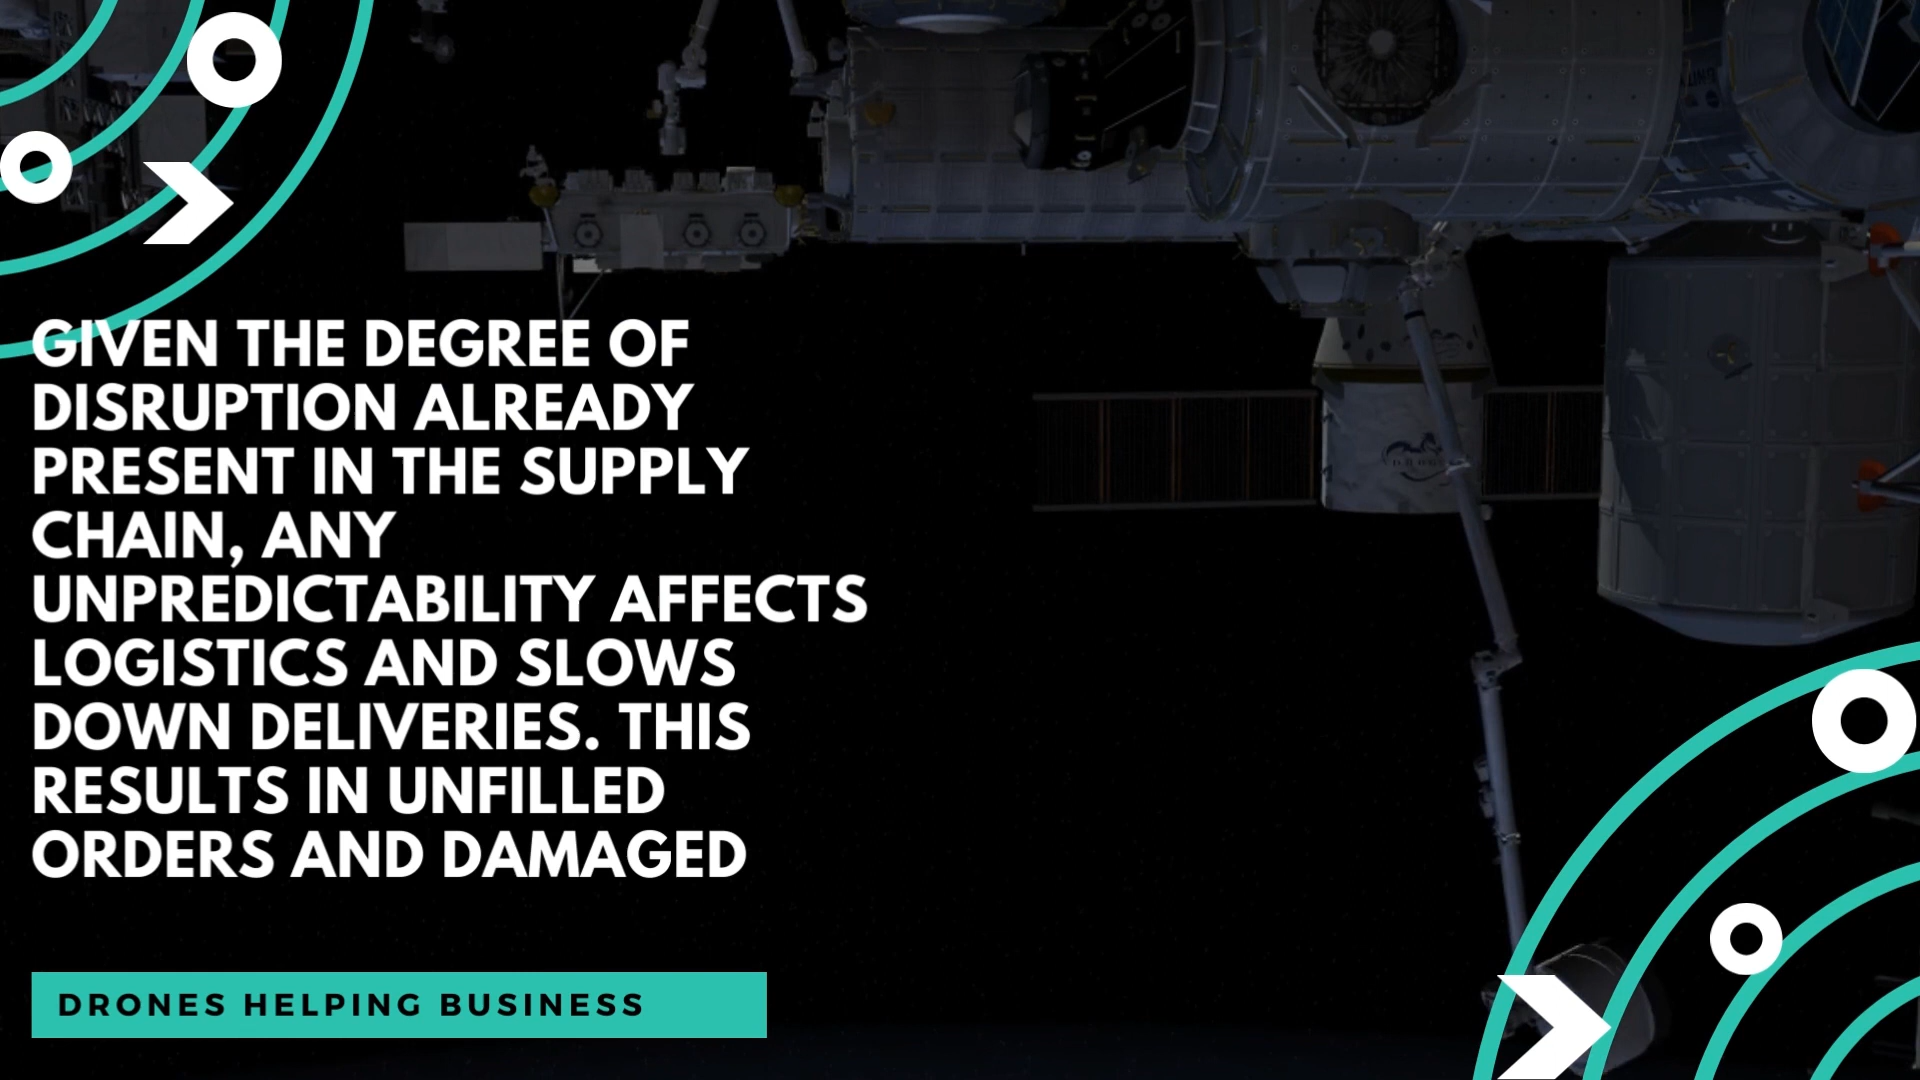 GIVEN THE DEGREE OF
DISRUPTION ALREADY
PRESENT IN THE SUPPLY
CHAIN, ANY
UNPREDICTABILITY AFFECTS
LOGISTICS AND SLOWS
DOWN DELIVERIES. THIS
RESULTS IN UNFILLED
ORDERS AND DAMAGED
DRONES HELPING BUSINESS